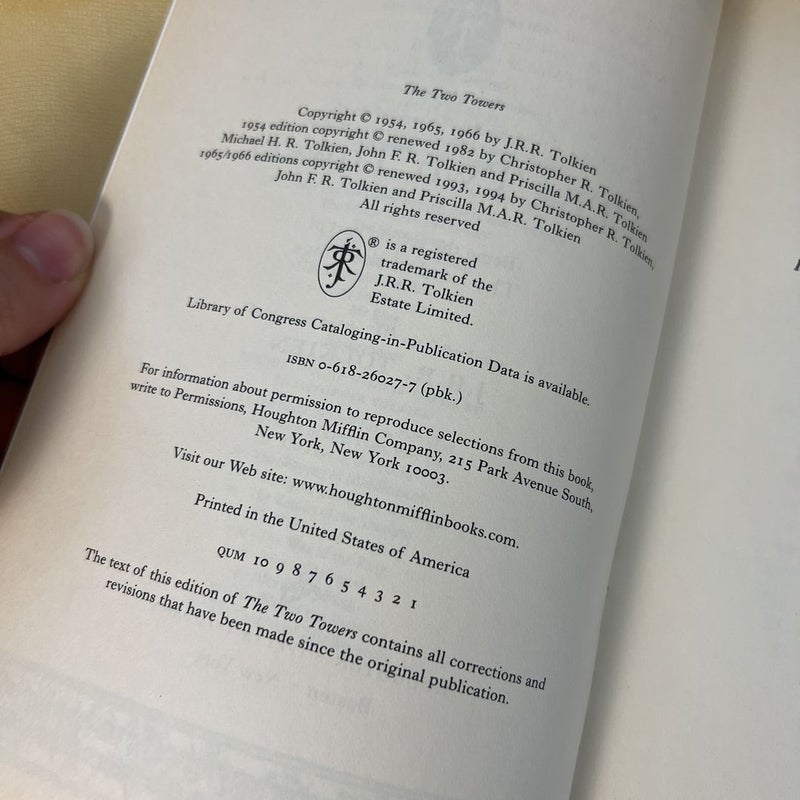 The Two Towers
Copyright © 1954, 1965, 1966 by J.R.R. Tolkien
1954 edition copyright © renewed 1982 by Christopher R. Tolkien,
Michael H. R. Tolkien, John F. R. Tolkien and Priscilla M.A.R. Tolkien
1965/1966 editions copyright © renewed 1993, 1994 by Christopher R. Tolkien,
John F. R. Tolkien and Priscilla M.A.R. Tolkien
All rights reserved
® is a registered
trademark of the
J.R.R. Tolkien
Estate Limited.
Library of Congress Cataloging-in-Publication Data is available.
ISBN 0-618-26027-7 (pbk.)
For information about permission to reproduce selections from this book,
write to Permissions, Houghton Mifflin Company, 215 Park Avenue South,
New York, New York 10003.
Visit our Web site: www.houghtonmifflinbooks.com.
Printed in the United States of America
QUM 10 9 8 7 6 5 4 3 2 1
The text of this edition of The Two Towers contains all corrections and
revisions that have been made since the original publication.